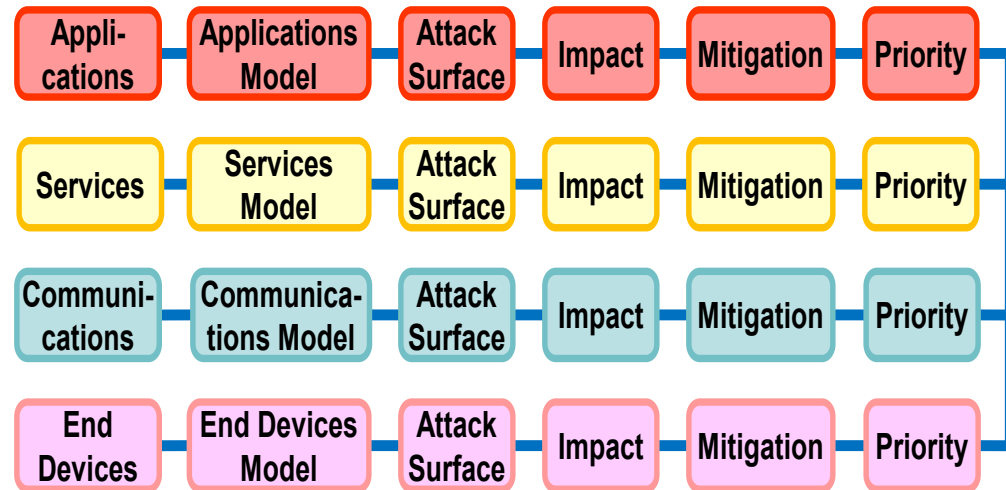 Appli-
cations
Applications
Model
Attack
Surface
Impact
Mitigation
Priority
Services
Services
Model
Attack
Surface
Impact
Mitigation
Priority
Communi-
cations
Communica-
tions Model
Attack
Surface
Impact
Mitigation
Priority
End
Devices
End Devices
Model
Attack
Surface
Impact
Mitigation
Priority